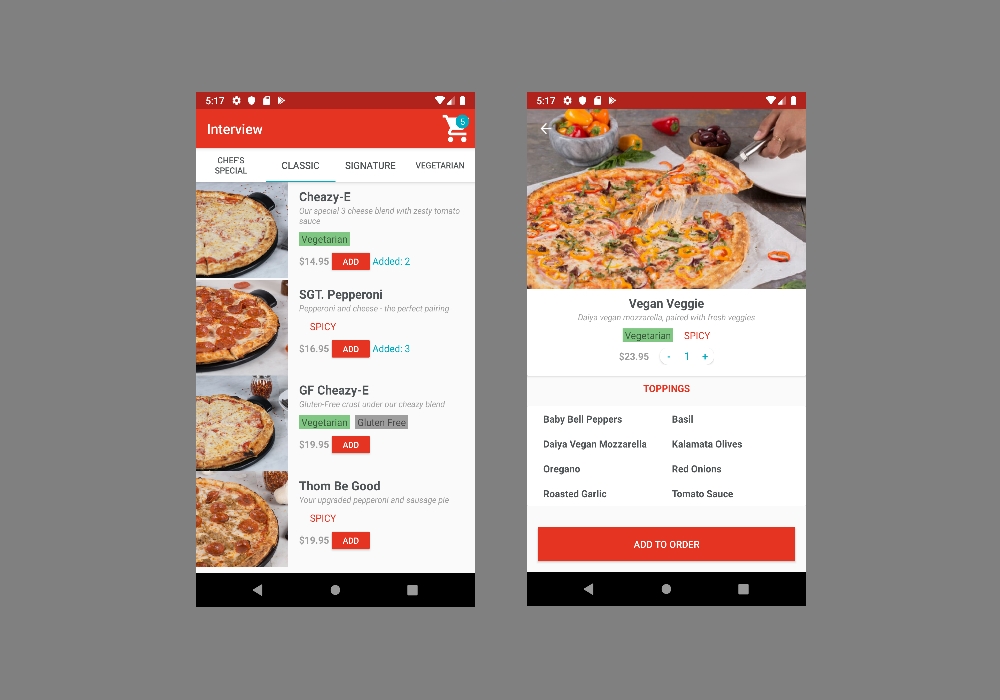 5:17
Interview
5
CHEF'S
SPECIAL
CLASSIC
SIGNATURE
VEGETARIAN
Cheazy-E
Our special 3 cheese blend with zesty tomato
sauce
Vegetarian
$14.95 ADD Added: 2
SGT. Pepperoni
Pepperoni and cheese - the perfect pairing
SPICY
$16.95 ADD Added: 3
GF Cheazy-E
Gluten-Free crust under our cheazy blend
Vegetarian Gluten Free
$19.95 ADD
Thom Be Good
Your upgraded pepperoni and sausage pie
SPICY
$19.95 ADD
5:17
Vegan Veggie
Daiya vegan mozzarella, paired with fresh veggies
Vegetarian SPICY
$23.95 - 1 +
TOPPINGS
Baby Bell Peppers Basil
Daiya Vegan Mozzarella Kalamata Olives
Oregano Red Onions
Roasted Garlic Tomato Sauce
ADD TO ORDER